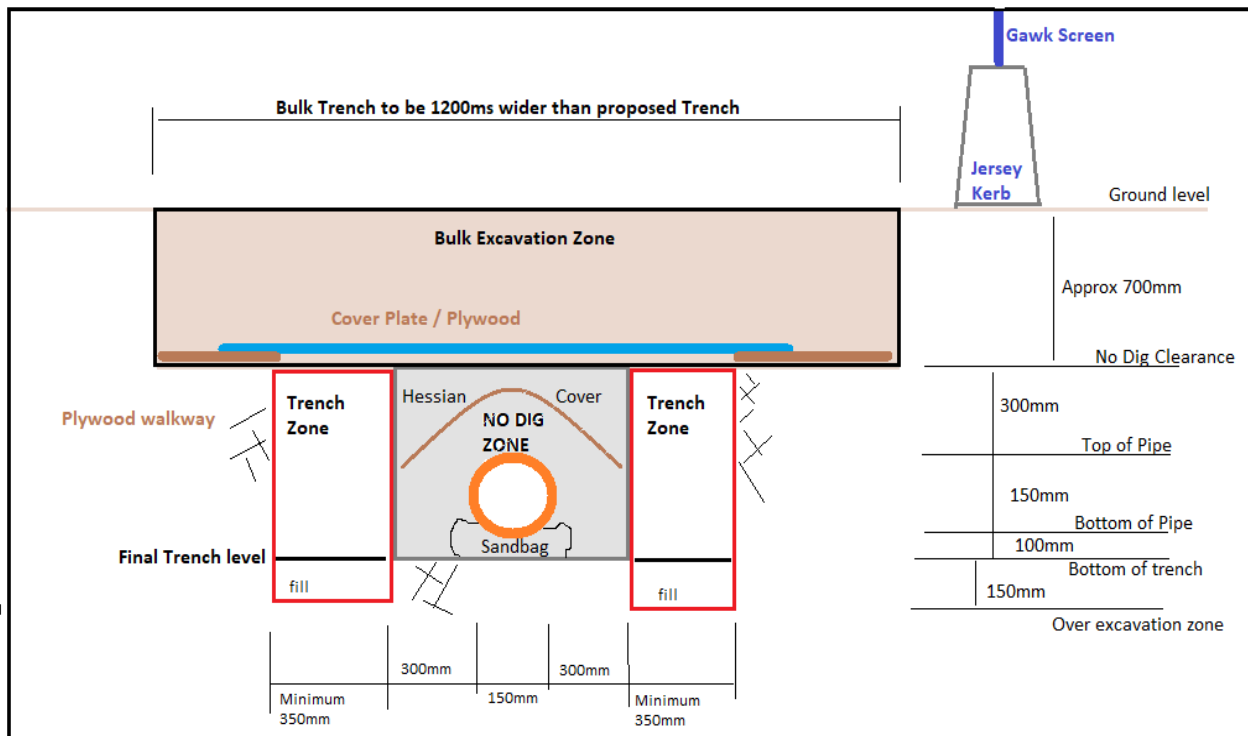 Gawk Screen
Bulk Trench to be 1200ms wider than proposed Trench
Jersey
Kerb
Ground level
Bulk Excavation Zone
Approx 700mm
Cover Plate / Plywood
No Dig Clearance
Hessian
Cover
Trench
Zone
NO DIG
ZONE
Trench
Zone
300mm
Plywood walkway
Top of Pipe
150mm
Bottom of Pipe
Sandbag
100mm
Final Trench level
Bottom of trench
fill
fill
150mm
Over excavation zone
300mm
300mm
Minimum
350mm
150mm
Minimum
350mm